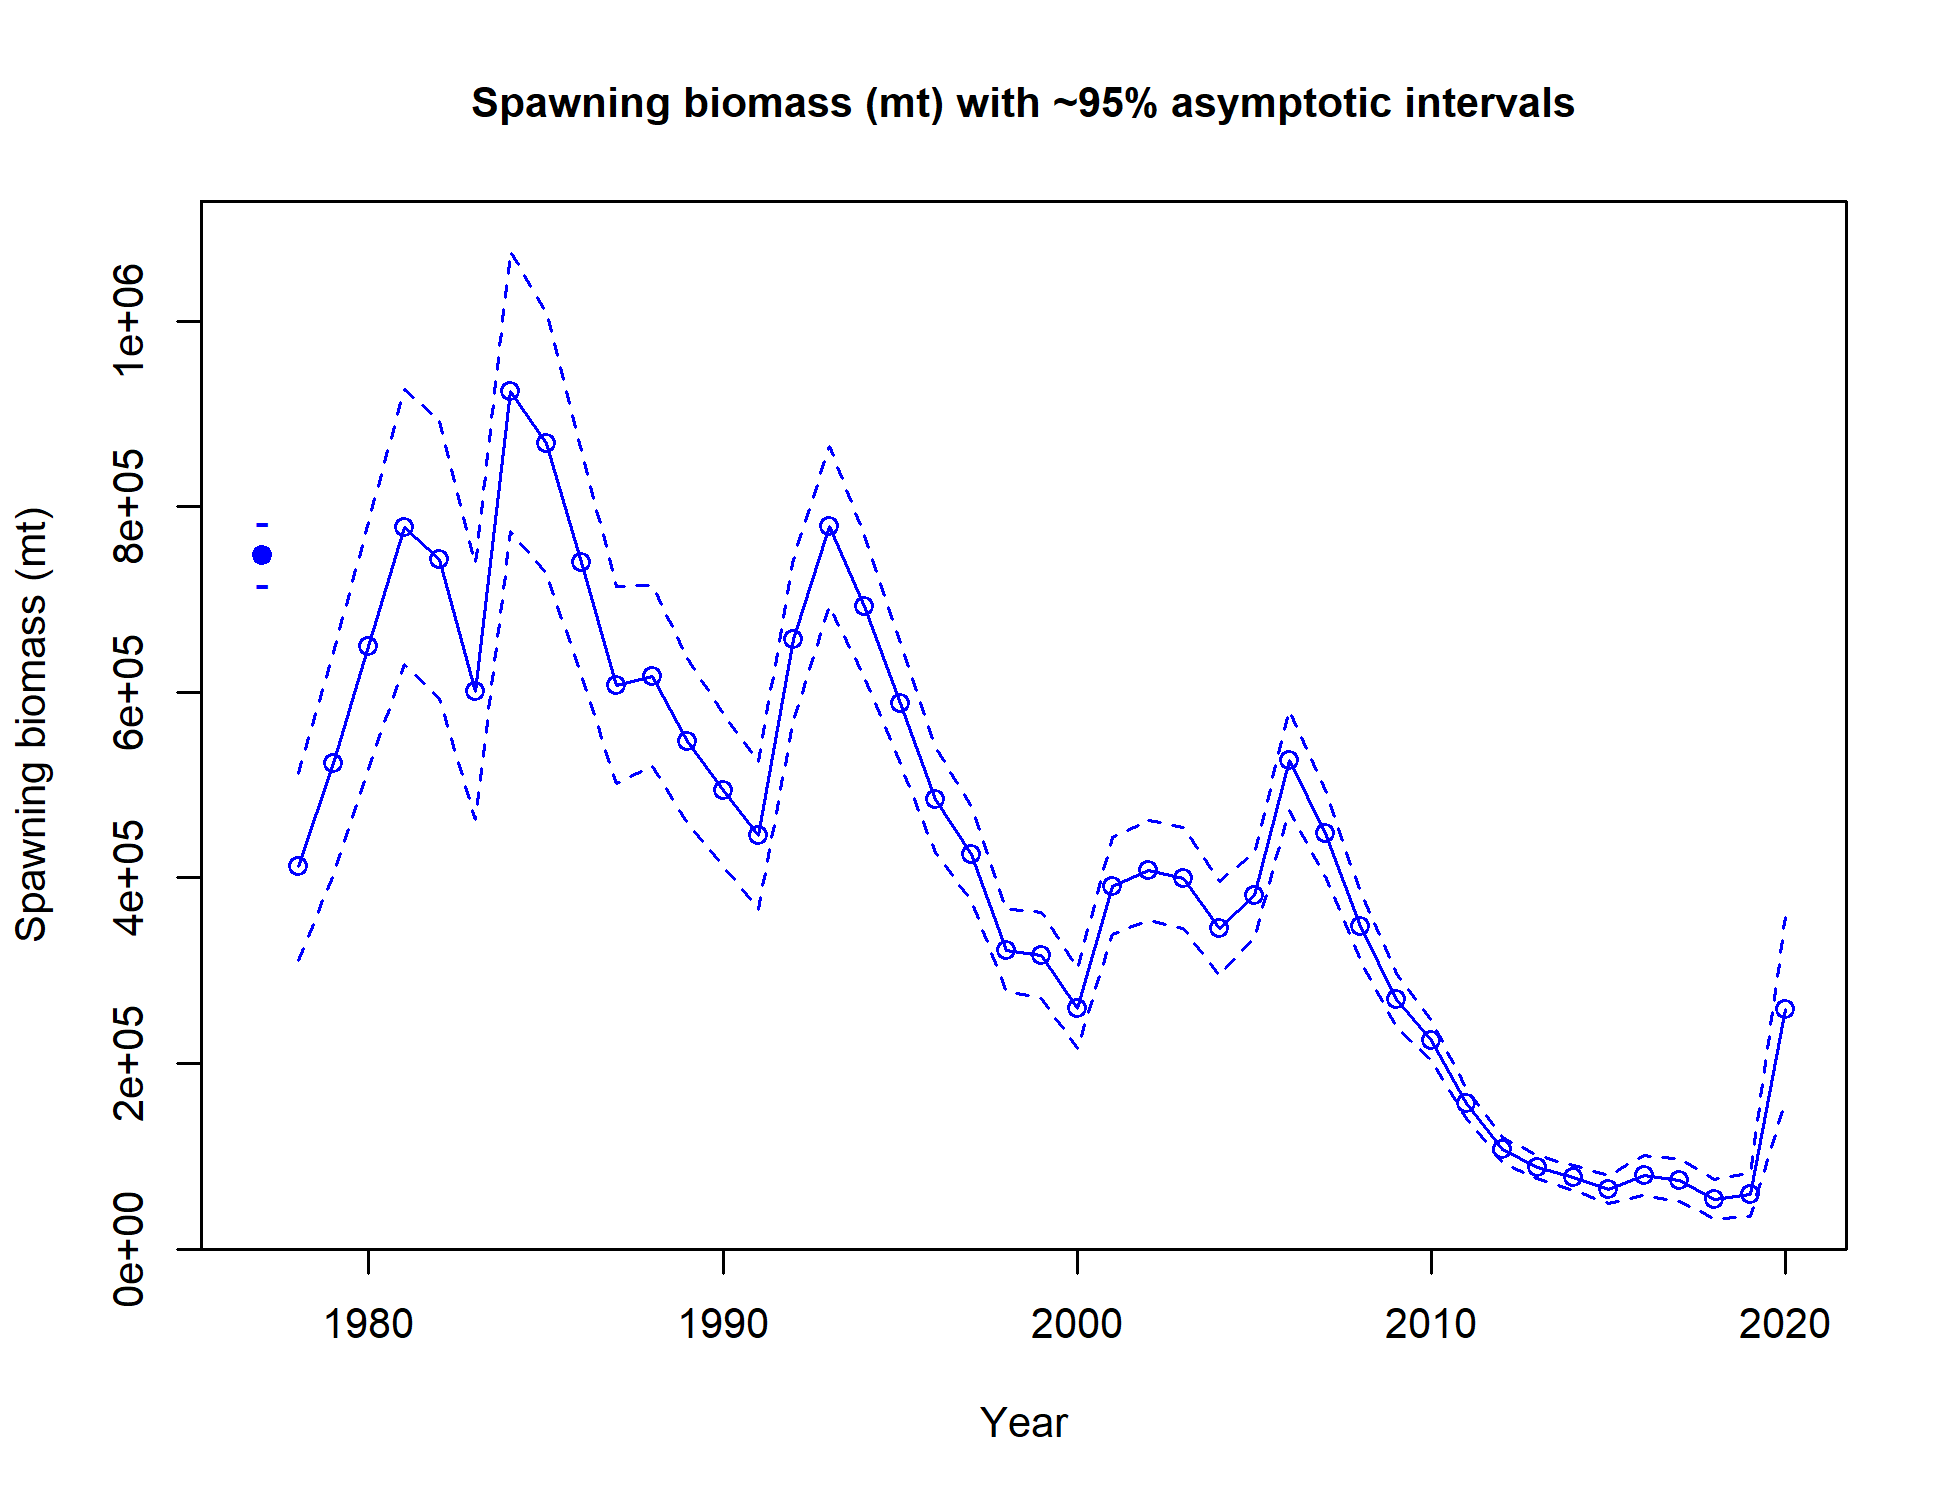 Spawning biomass (mt) with ~95% asymptotic intervals
Spawning biomass (mt)
1e+06
8e+05
6e+05
4e+05
2e+05
0e+00
1980 1990 2000 2010 2020
Year